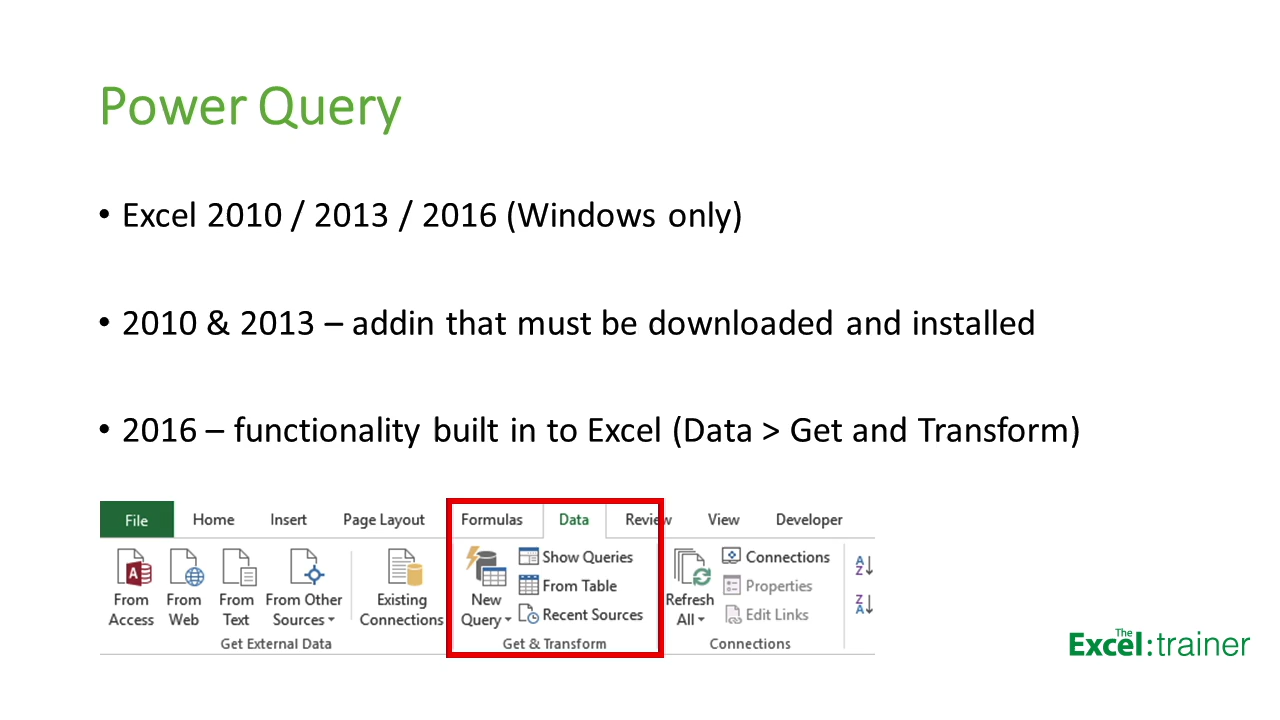 Power Query
• Excel 2010 / 2013 / 2016 (Windows only)
• 2010 & 2013 – addin that must be downloaded and installed
• 2016 – functionality built in to Excel (Data > Get and Transform)
File Home Insert Page Layout Formulas Data Review View Developer
From Access
From Web
From Text
From Other Sources
Existing Connections
Get External Data
New Query
Show Queries
From Table
Recent Sources
Get & Transform
Refresh All
Connections
Properties
Edit Links
Connections
A
Z
Z
A
The
Excel:trainer